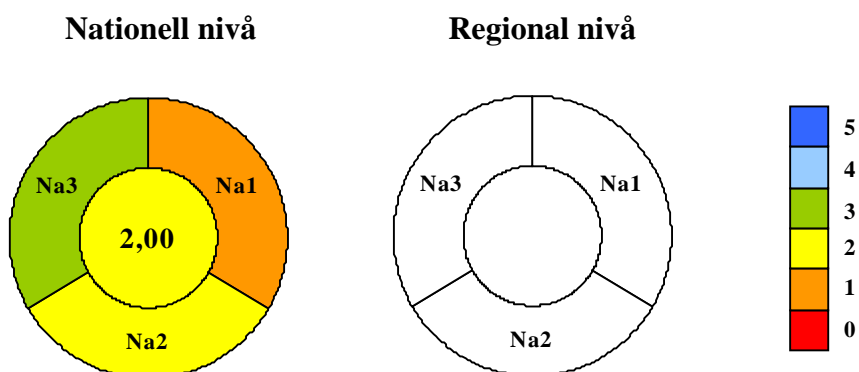 Nationell nivå
Regional nivå
Na3
Na1
2,00
Na2
Na3
Na1
Na2
5
4
3
2
1
0